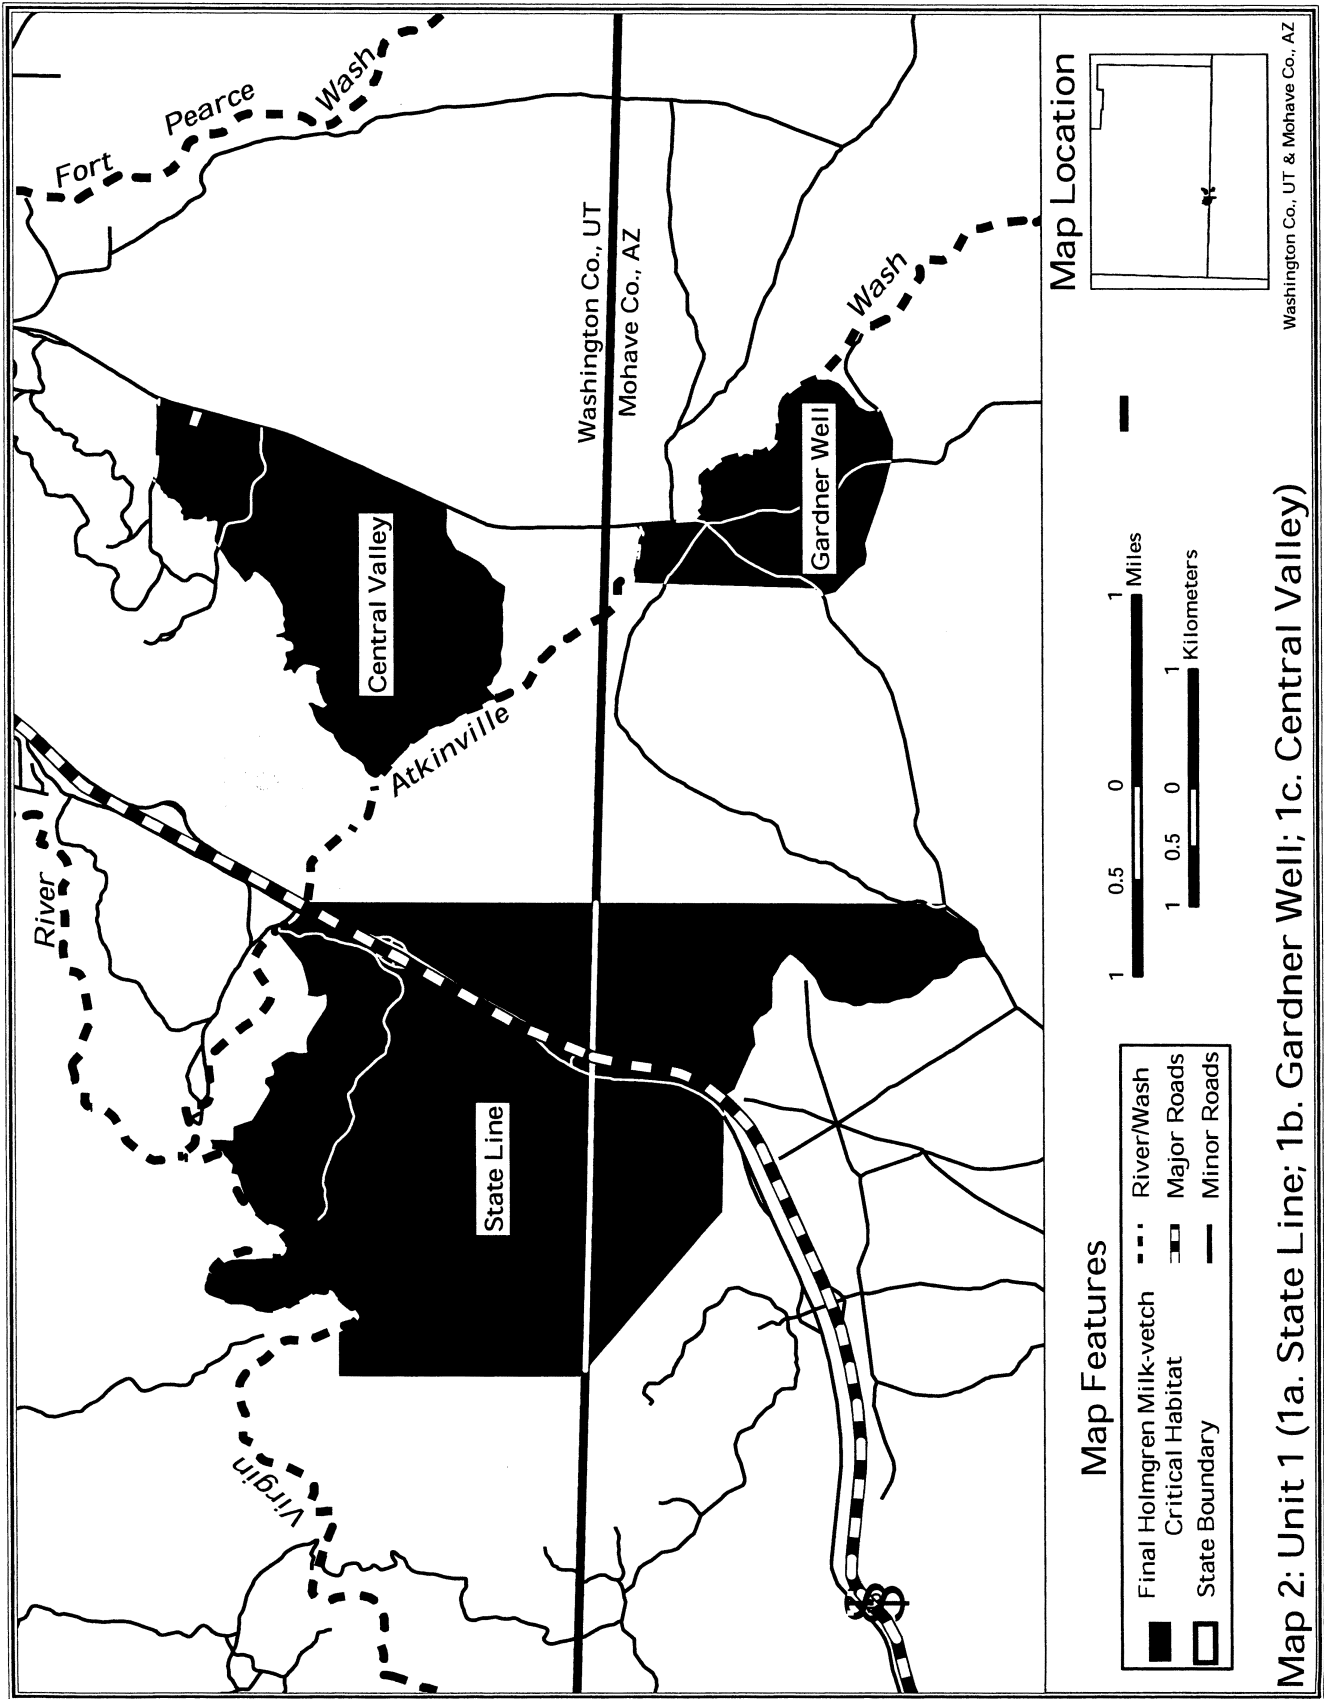 Fort
Pearce
Wash
River
Virgin
Atkinville
Wash
Washington Co., UT
Mohave Co., AZ
Central Valley
Gardner Well
State Line
Map Features
Final Holmgren Milk-vetch
Critical Habitat
State Boundary
River/Wash
Major Roads
Minor Roads
1 0.5 0 1 Miles
1 0.5 0 1 Kilometers
Map Location
Washington Co., UT & Mohave Co., AZ
Map 2: Unit 1 (1a. State Line; 1b. Gardner Well; 1c. Central Valley)